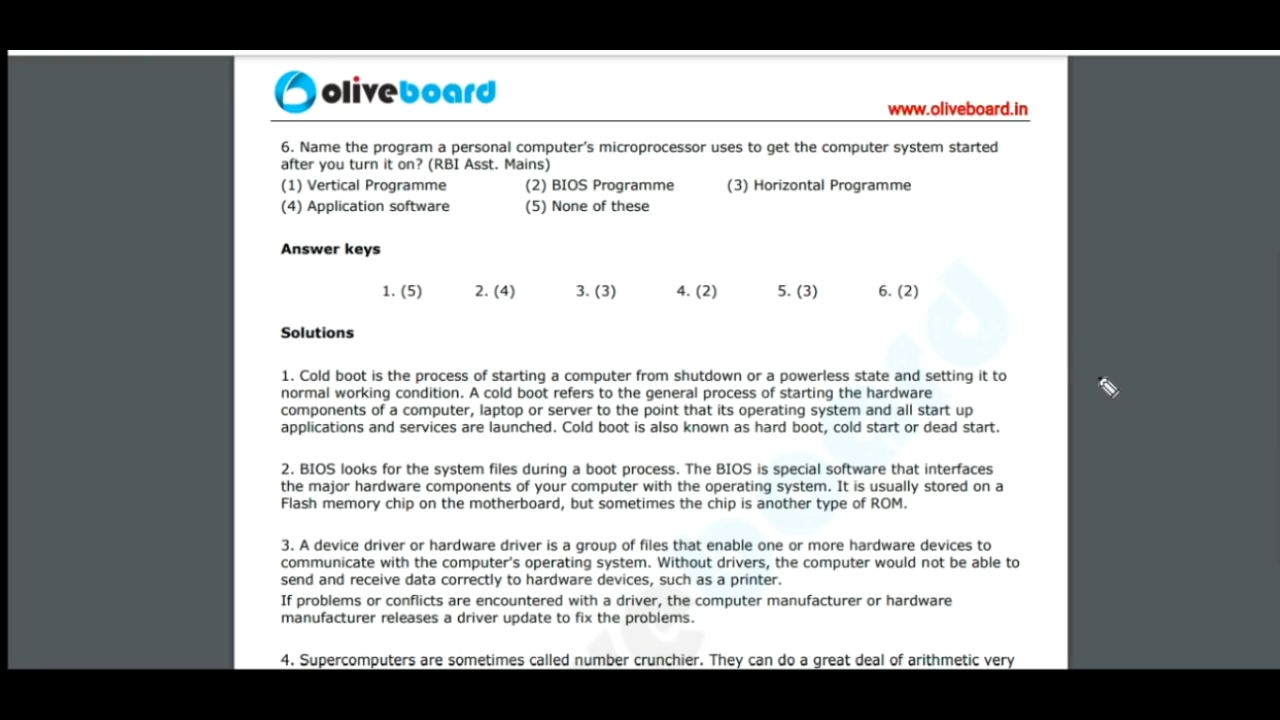 oliveboard
www.oliveboard.in
6. Name the program a personal computer's microprocessor uses to get the computer system started
after you turn it on? (RBI Asst. Mains)
(1) Vertical Programme (2) BIOS Programme (3) Horizontal Programme
(4) Application software (5) None of these
Answer keys
1. (5) 2. (4) 3. (3) 4. (2) 5. (3) 6. (2)
Solutions
1. Cold boot is the process of starting a computer from shutdown or a powerless state and setting it to
normal working condition. A cold boot refers to the general process of starting the hardware
components of a computer, laptop or server to the point that its operating system and all start up
applications and services are launched. Cold boot is also known as hard boot, cold start or dead start.
2. BIOS looks for the system files during a boot process. The BIOS is special software that interfaces
the major hardware components of your computer with the operating system. It is usually stored on a
Flash memory chip on the motherboard, but sometimes the chip is another type of ROM.
3. A device driver or hardware driver is a group of files that enable one or more hardware devices to
communicate with the computer's operating system. Without drivers, the computer would not be able to
send and receive data correctly to hardware devices, such as a printer.
If problems or conflicts are encountered with a driver, the computer manufacturer or hardware
manufacturer releases a driver update to fix the problems.
4. Supercomputers are sometimes called number crunchier. They can do a great deal of arithmetic very